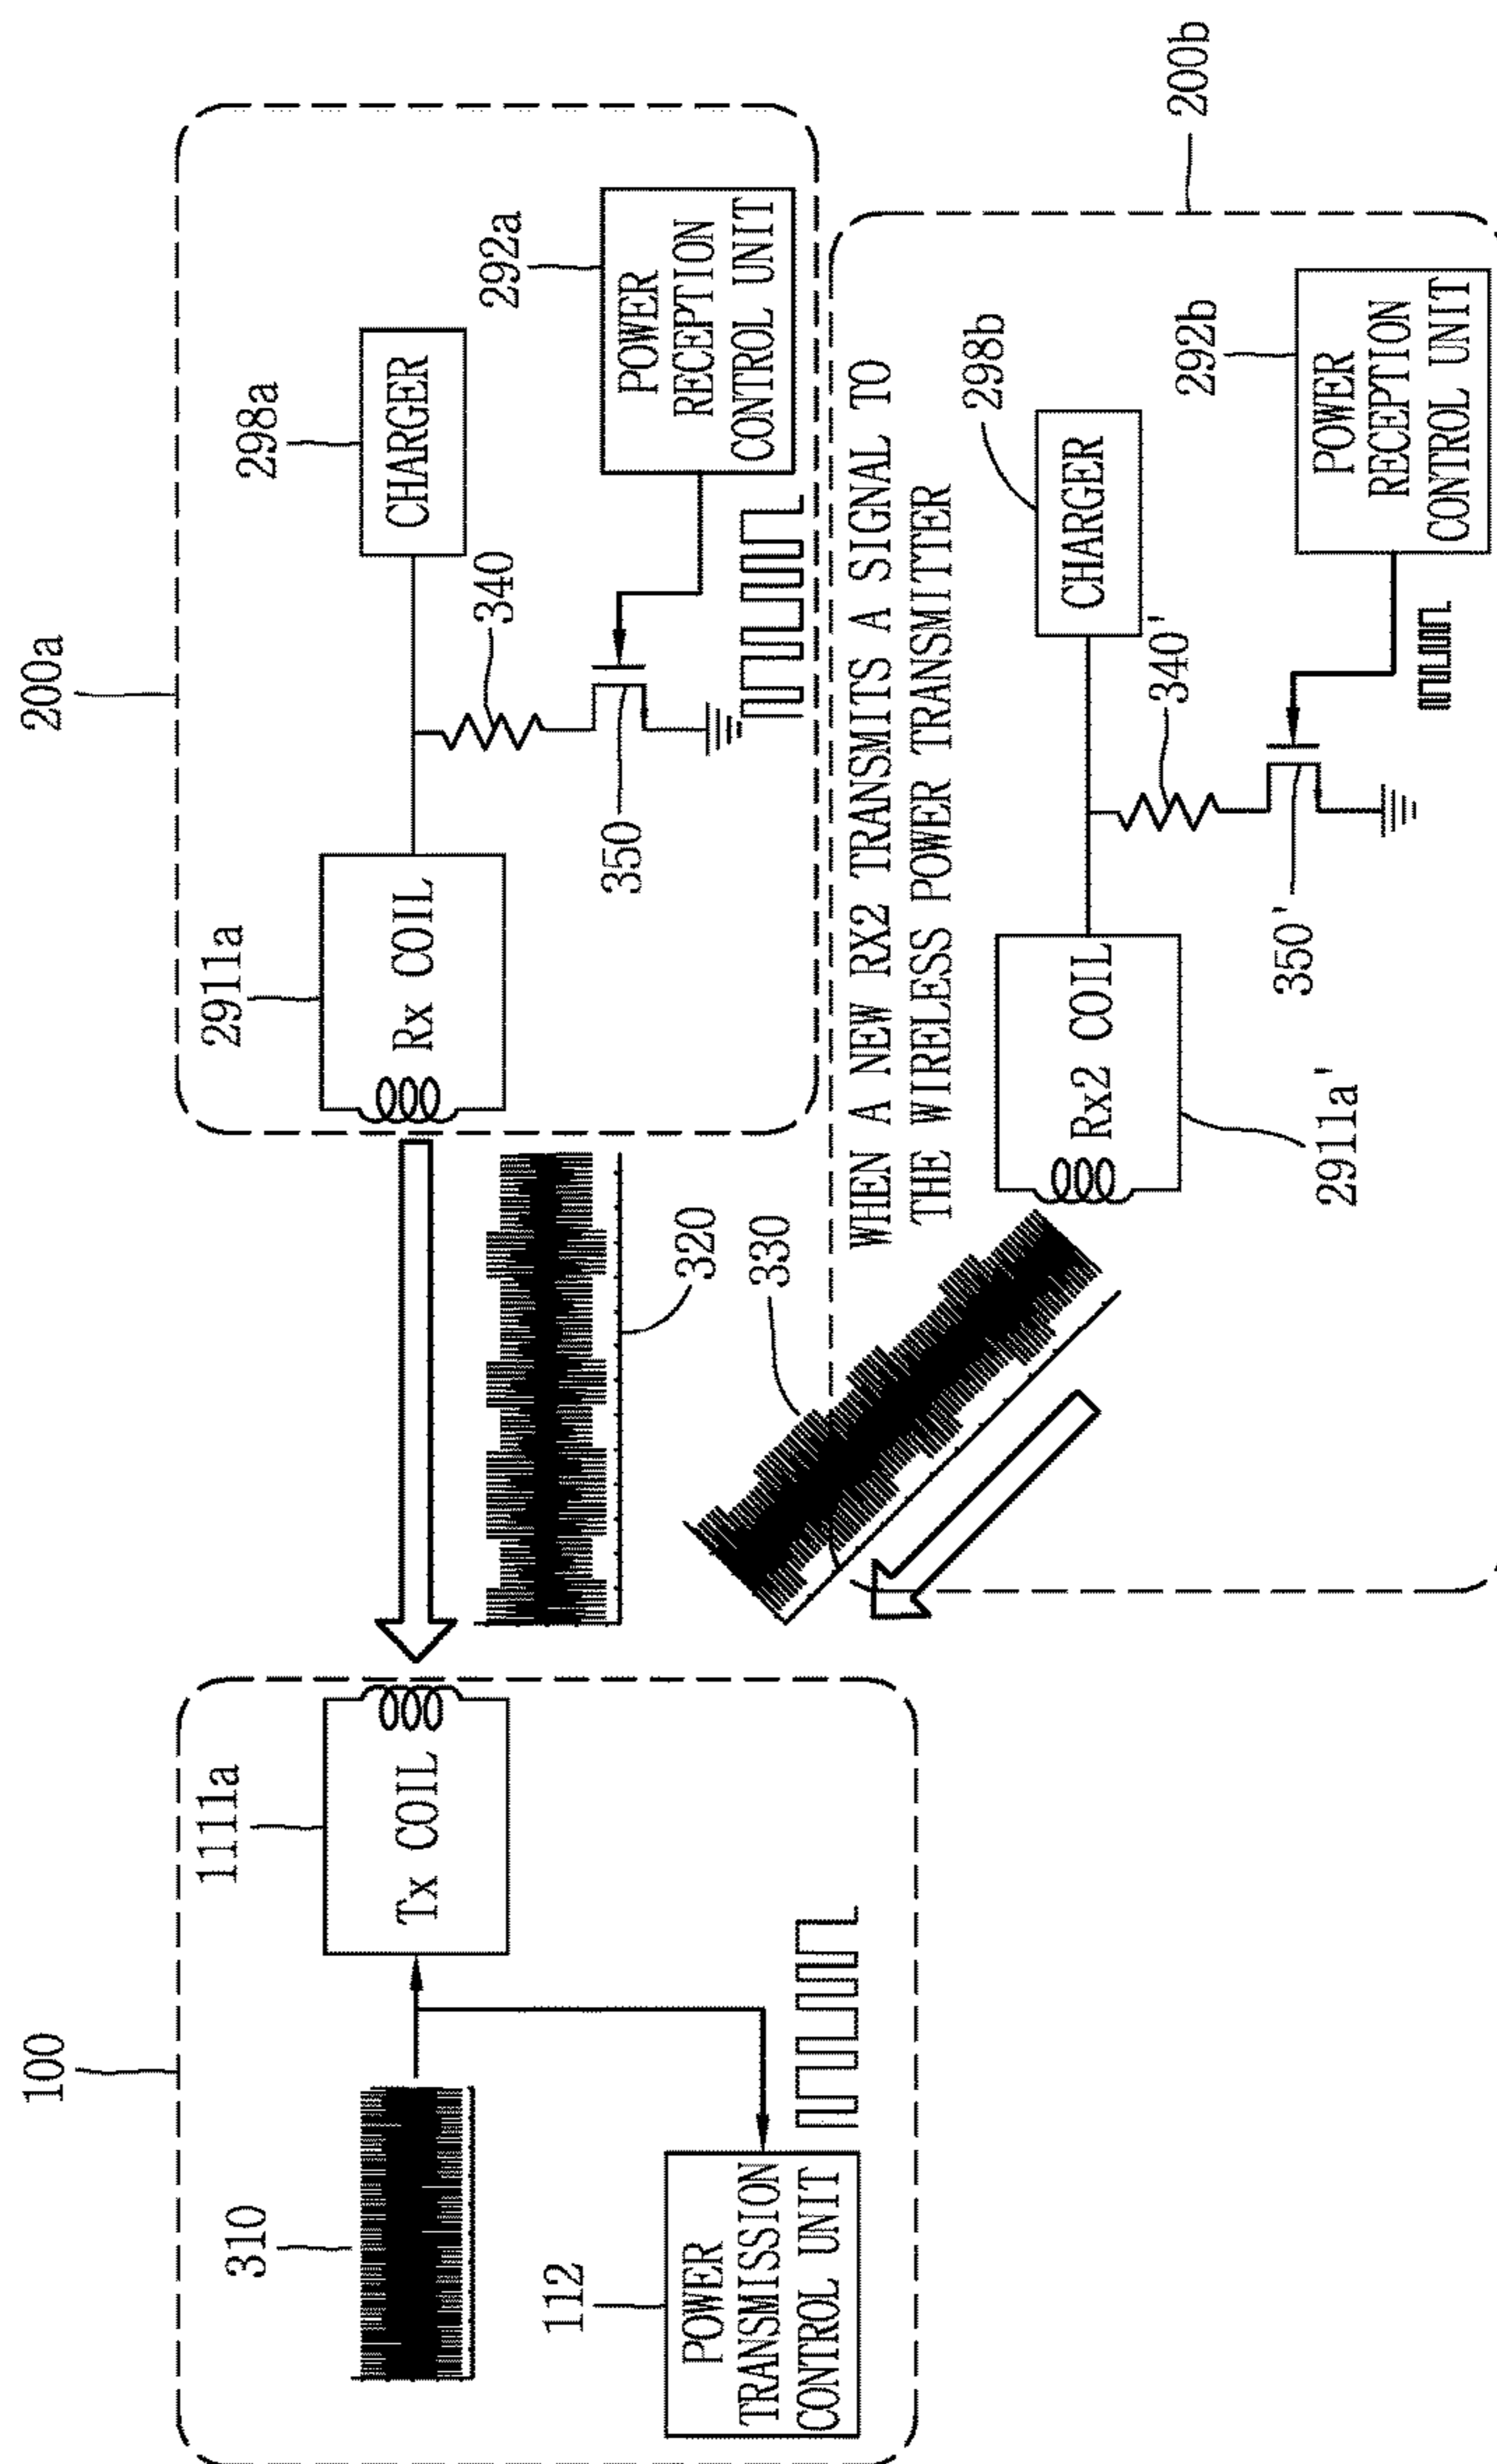 100
310
112
POWER
TRANSMISSION
CONTROL UNIT
1111a
Tx COIL
320
330
200a
2911a
Rx COIL
298a
CHARGER
340
350
292a
POWER
RECEPTION
CONTROL UNIT
WHEN A NEW RX2 TRANSMITS A SIGNAL TO
THE WIRELESS POWER TRANSMITTER
2911a'
Rx2 COIL
298b
CHARGER
340'
350'
292b
POWER
RECEPTION
CONTROL UNIT
200b